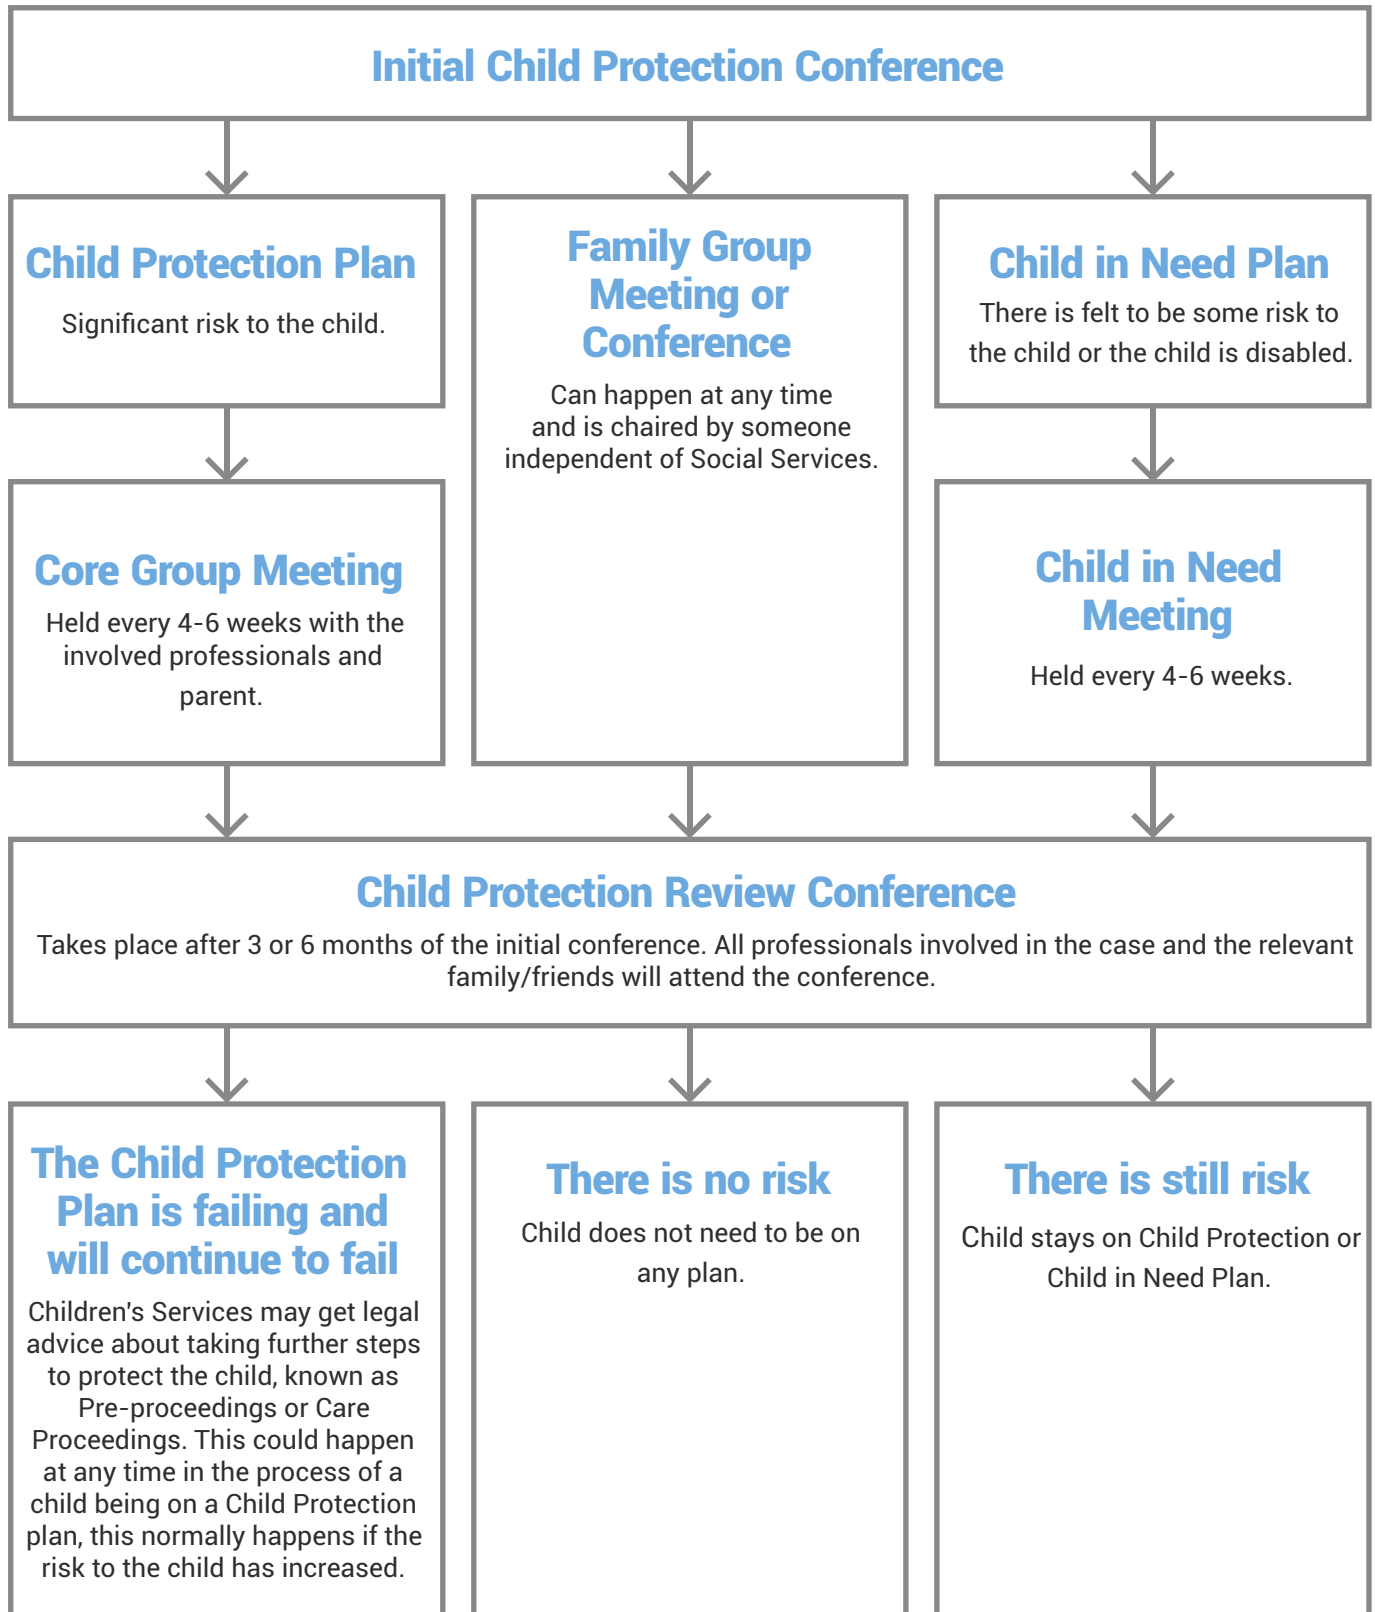 Initial Child Protection Conference
Child Protection Plan
Significant risk to the child.
Family Group
Meeting or
Conference
Can happen at any time
and is chaired by someone
independent of Social Services.
Child in Need Plan
There is felt to be some risk to
the child or the child is disabled.
Core Group Meeting
Held every 4-6 weeks with the
involved professionals and
parent.
Child in Need
Meeting
Held every 4-6 weeks.
Child Protection Review Conference
Takes place after 3 or 6 months of the initial conference. All professionals involved in the case and the relevant
family/friends will attend the conference.
The Child Protection
Plan is failing and
will continue to fail
Children's Services may get legal
advice about taking further steps
to protect the child, known as
Pre-proceedings or Care
Proceedings. This could happen
at any time in the process of a
child being on a Child Protection
plan, this normally happens if the
risk to the child has increased.
There is no risk
Child does not need to be on
any plan.
There is still risk
Child stays on Child Protection or
Child in Need Plan.